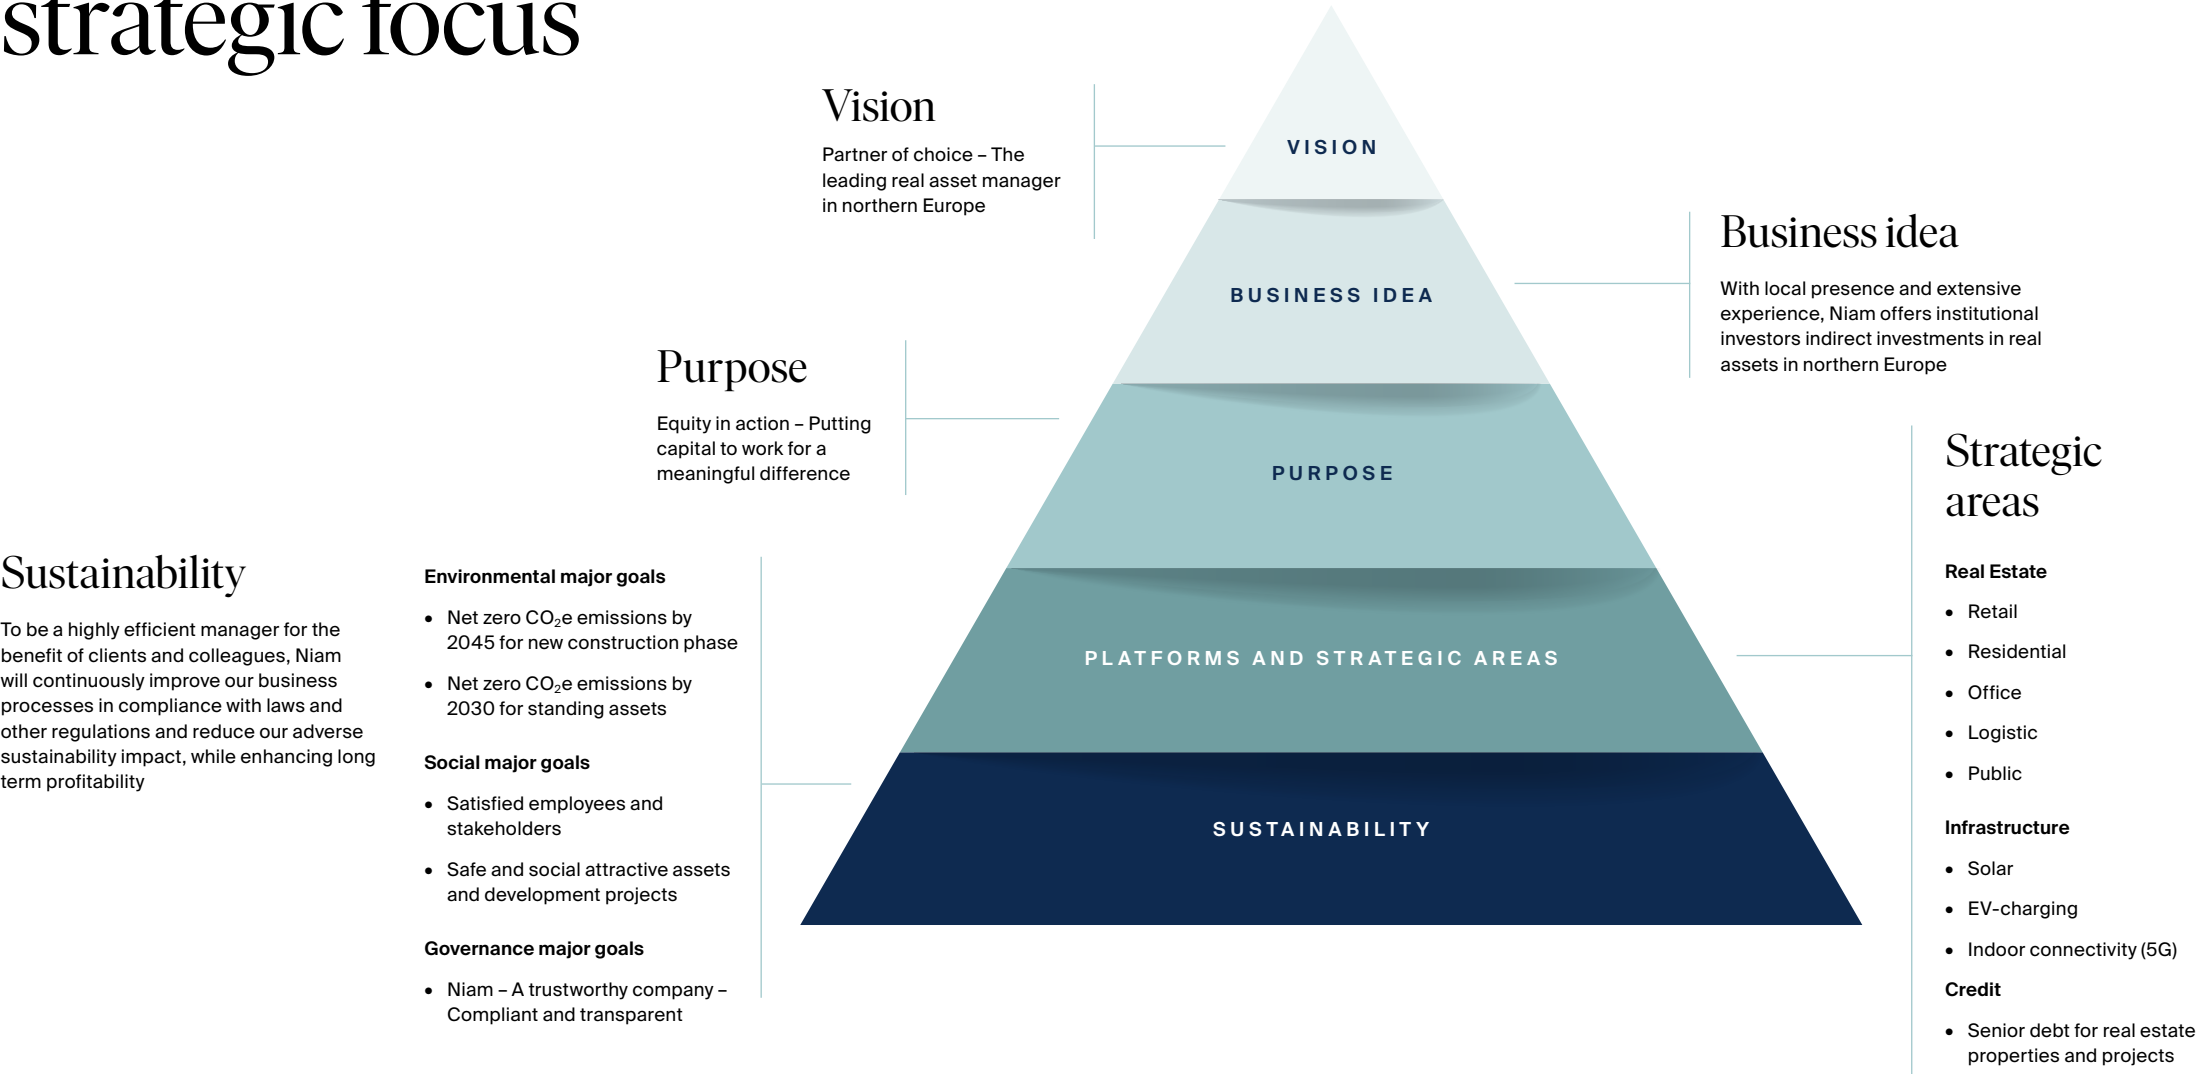 strategic focus
Vision
Partner of choice – The
leading real asset manager
in northern Europe
VISION
Business idea
With local presence and extensive
experience, Niam offers institutional
investors indirect investments in real
assets in northern Europe
BUSINESS IDEA
Purpose
Equity in action – Putting
capital to work for a
meaningful difference
PURPOSE
Strategic
areas
Real Estate
• Retail
• Residential
• Office
• Logistic
• Public
Infrastructure
• Solar
• EV-charging
• Indoor connectivity (5G)
Credit
• Senior debt for real estate
properties and projects
PLATFORMS AND STRATEGIC AREAS
Sustainability
To be a highly efficient manager for the
benefit of clients and colleagues, Niam
will continuously improve our business
processes in compliance with laws and
other regulations and reduce our adverse
sustainability impact, while enhancing long
term profitability
Environmental major goals
• Net zero CO₂e emissions by
2045 for new construction phase
• Net zero CO₂e emissions by
2030 for standing assets
Social major goals
• Satisfied employees and
stakeholders
• Safe and social attractive assets
and development projects
Governance major goals
• Niam – A trustworthy company –
Compliant and transparent
SUSTAINABILITY